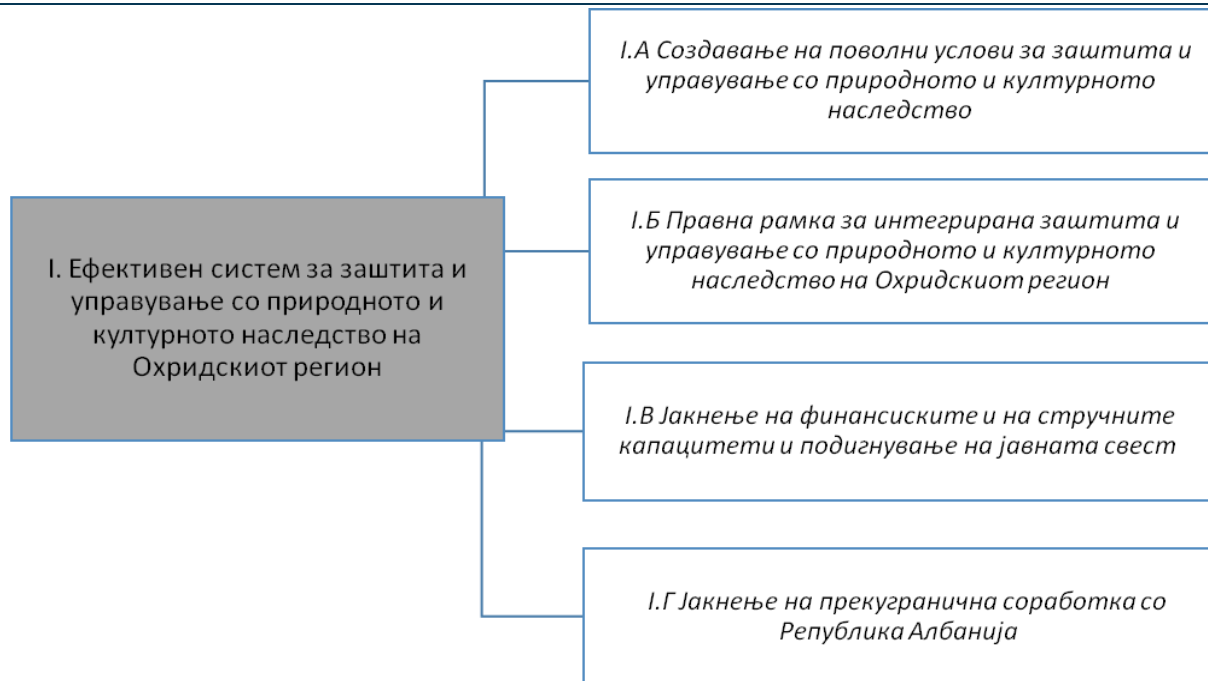 I.А Создавање на поволни услови за заштита и
управување со природното и културното
наследство
I. Ефективен систем за заштита и
управување со природното и
културното наследство на
Охридскиот регион
I.Б Правна рамка за интегрирана заштита и
управување со природното и културното
наследство на Охридскиот регион
I.В Јакнење на финансиските и на стручните
капацитети и подигнување на јавната свест
I.Г Јакнење на прекугранична соработка со
Република Албанија